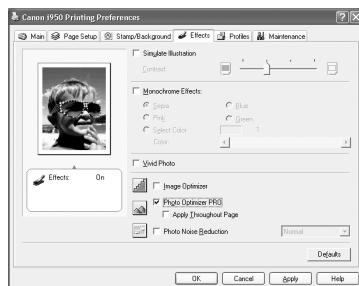 Canon i950 Printing Preferences
Main
Page Setup
Stamp/Background
Effects
Profiles
Maintenance
Simulate Illustration
Contrast:
Monochrome Effects:
Sepia
Blue
Pink
Green
Select Color
Color:
Vivid Photo
Effects: On
Image Optimizer
Photo Optimizer PRO
Apply Throughout Page
Photo Noise Reduction
Normal
Defaults
OK
Cancel
Apply
Help